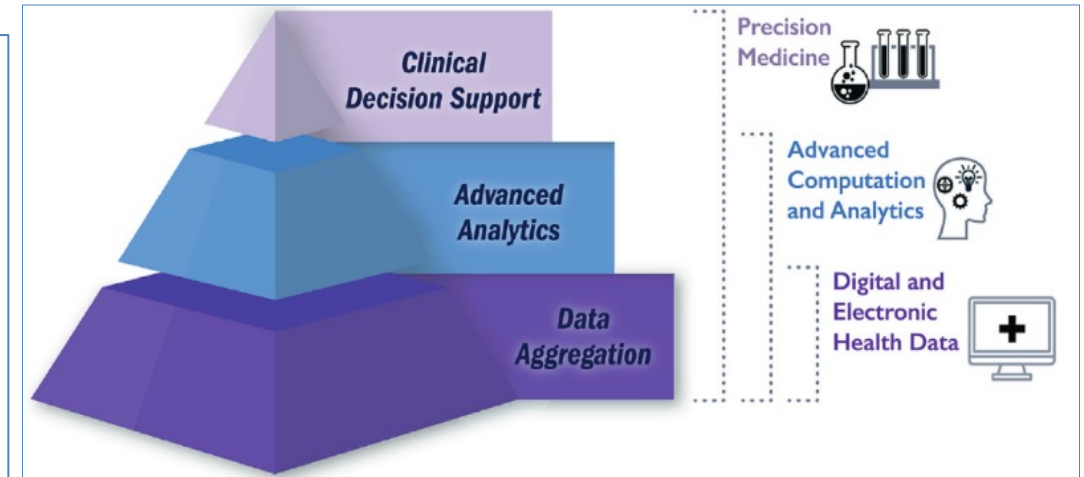 Clinical
Decision Support
Advanced
Analytics
Data
Aggregation
Precision
Medicine
Advanced
Computation
and Analytics
Digital and
Electronic
Health Data